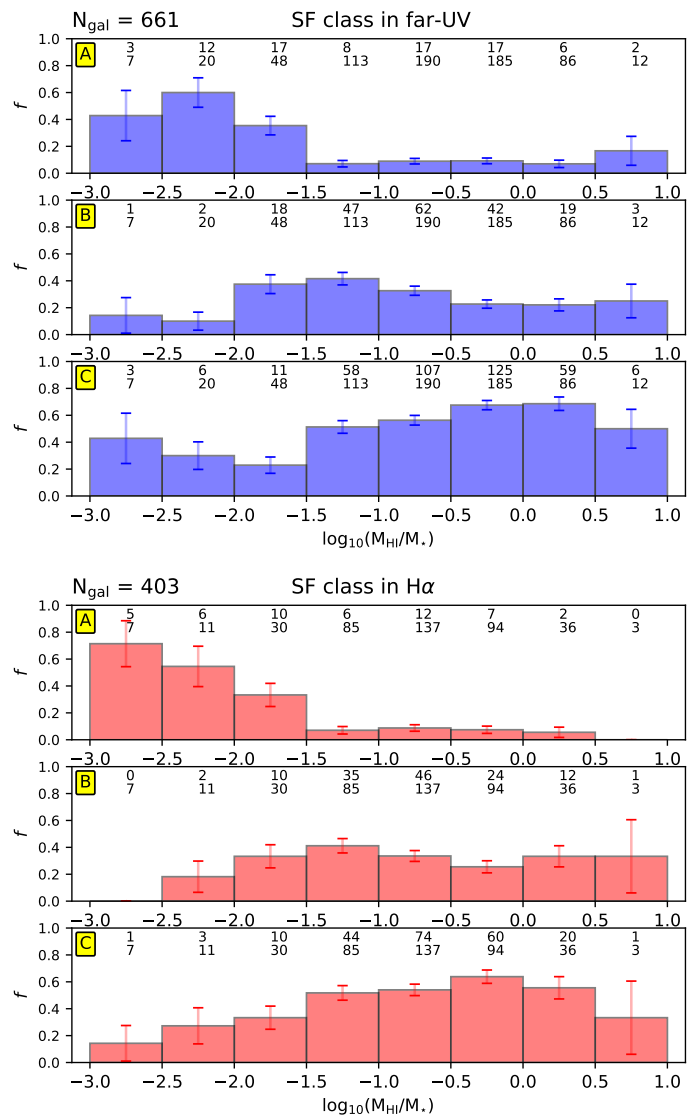 N_gal = 661 SF class in far-UV
A 3 12 17 8 17 17 6 2
7 20 48 113 190 185 86 12
1.0
0.8
0.6
0.4
0.2
0.0
f
−3.0 −2.5 −2.0 −1.5 −1.0 −0.5 0.0 0.5 1.0
B 1 2 18 47 62 42 19 3
7 20 48 113 190 185 86 12
1.0
0.8
0.6
0.4
0.2
0.0
f
−3.0 −2.5 −2.0 −1.5 −1.0 −0.5 0.0 0.5 1.0
C 3 6 11 58 107 125 59 6
7 20 48 113 190 185 86 12
1.0
0.8
0.6
0.4
0.2
0.0
f
−3.0 −2.5 −2.0 −1.5 −1.0 −0.5 0.0 0.5 1.0
log₁₀(M_HI/M⋆)
N_gal = 403 SF class in Hα
A 5 6 10 6 12 7 2 0
7 11 30 85 137 94 36 3
1.0
0.8
0.6
0.4
0.2
0.0
f
−3.0 −2.5 −2.0 −1.5 −1.0 −0.5 0.0 0.5 1.0
B 0 2 10 35 46 24 12 1
7 11 30 85 137 94 36 3
1.0
0.8
0.6
0.4
0.2
0.0
f
−3.0 −2.5 −2.0 −1.5 −1.0 −0.5 0.0 0.5 1.0
C 1 3 10 44 74 60 20 1
7 11 30 85 137 94 36 3
1.0
0.8
0.6
0.4
0.2
0.0
f
−3.0 −2.5 −2.0 −1.5 −1.0 −0.5 0.0 0.5 1.0
log₁₀(M_HI/M⋆)